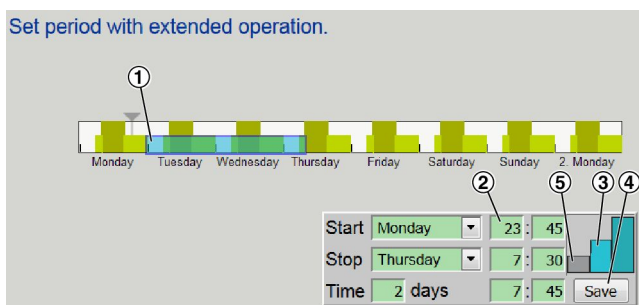 Set period with extended operation.
1
Monday Tuesday Wednesday Thursday Friday Saturday Sunday 2. Monday
2 5 3 4
Start Monday 23 : 45
Stop Thursday 7 : 30
Time 2 days 7 : 45 Save